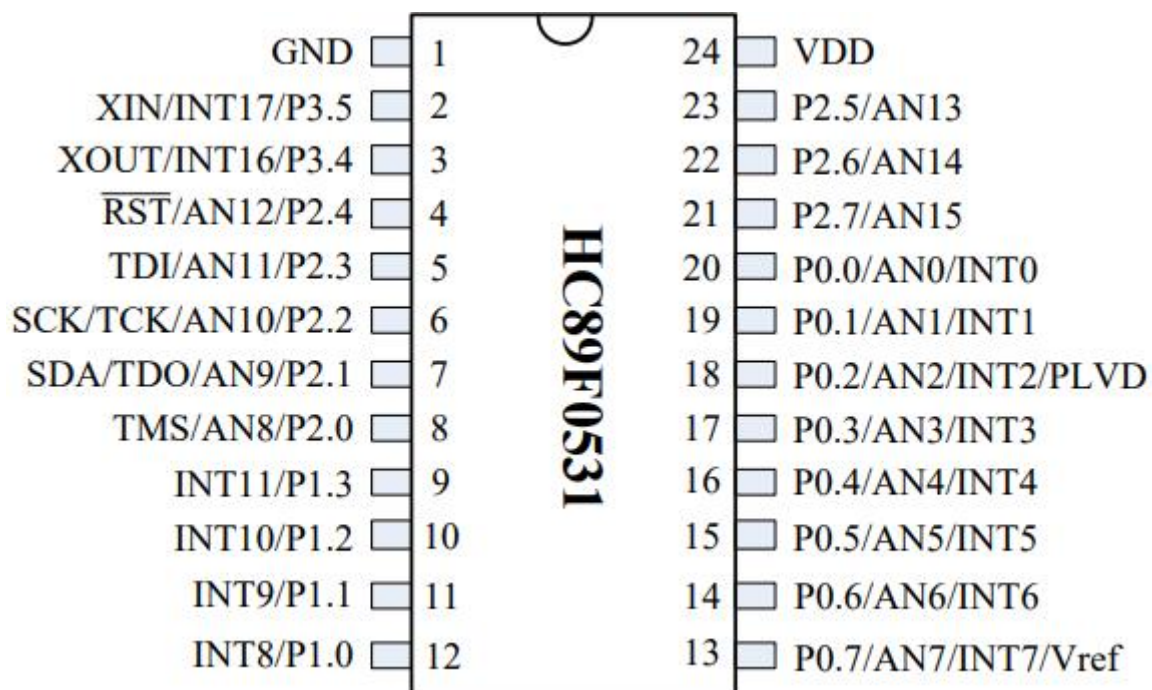 GND 1 24 VDD
XIN/INT17/P3.5 2 23 P2.5/AN13
XOUT/INT16/P3.4 3 22 P2.6/AN14
RST/AN12/P2.4 4 21 P2.7/AN15
TDI/AN11/P2.3 5 20 P0.0/AN0/INT0
SCK/TCK/AN10/P2.2 6 19 P0.1/AN1/INT1
SDA/TDO/AN9/P2.1 7 18 P0.2/AN2/INT2/PLVD
TMS/AN8/P2.0 8 17 P0.3/AN3/INT3
INT11/P1.3 9 16 P0.4/AN4/INT4
INT10/P1.2 10 15 P0.5/AN5/INT5
INT9/P1.1 11 14 P0.6/AN6/INT6
INT8/P1.0 12 13 P0.7/AN7/INT7/Vref
HC89F0531